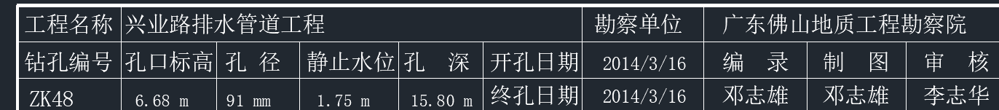 工程名称 兴业路排水管道工程 勘察单位 广东佛山地质工程勘察院
钻孔编号 孔口标高 孔 径 静止水位 孔 深 开孔日期 2014/3/16 编 录 制 图 审 核
ZK48 6.68 m 91 mm 1.75 m 15.80 m 终孔日期 2014/3/16 邓志雄 邓志雄 李志华